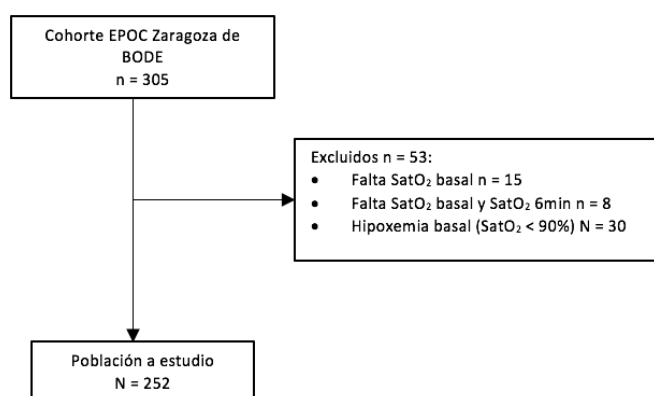 Cohorte EPOC Zaragoza de
BODE
n = 305
Excluidos n = 53:
• Falta SatO₂ basal n = 15
• Falta SatO₂ basal y SatO₂ 6min n = 8
• Hipoxemia basal (SatO₂ < 90%) N = 30
Población a estudio
N = 252